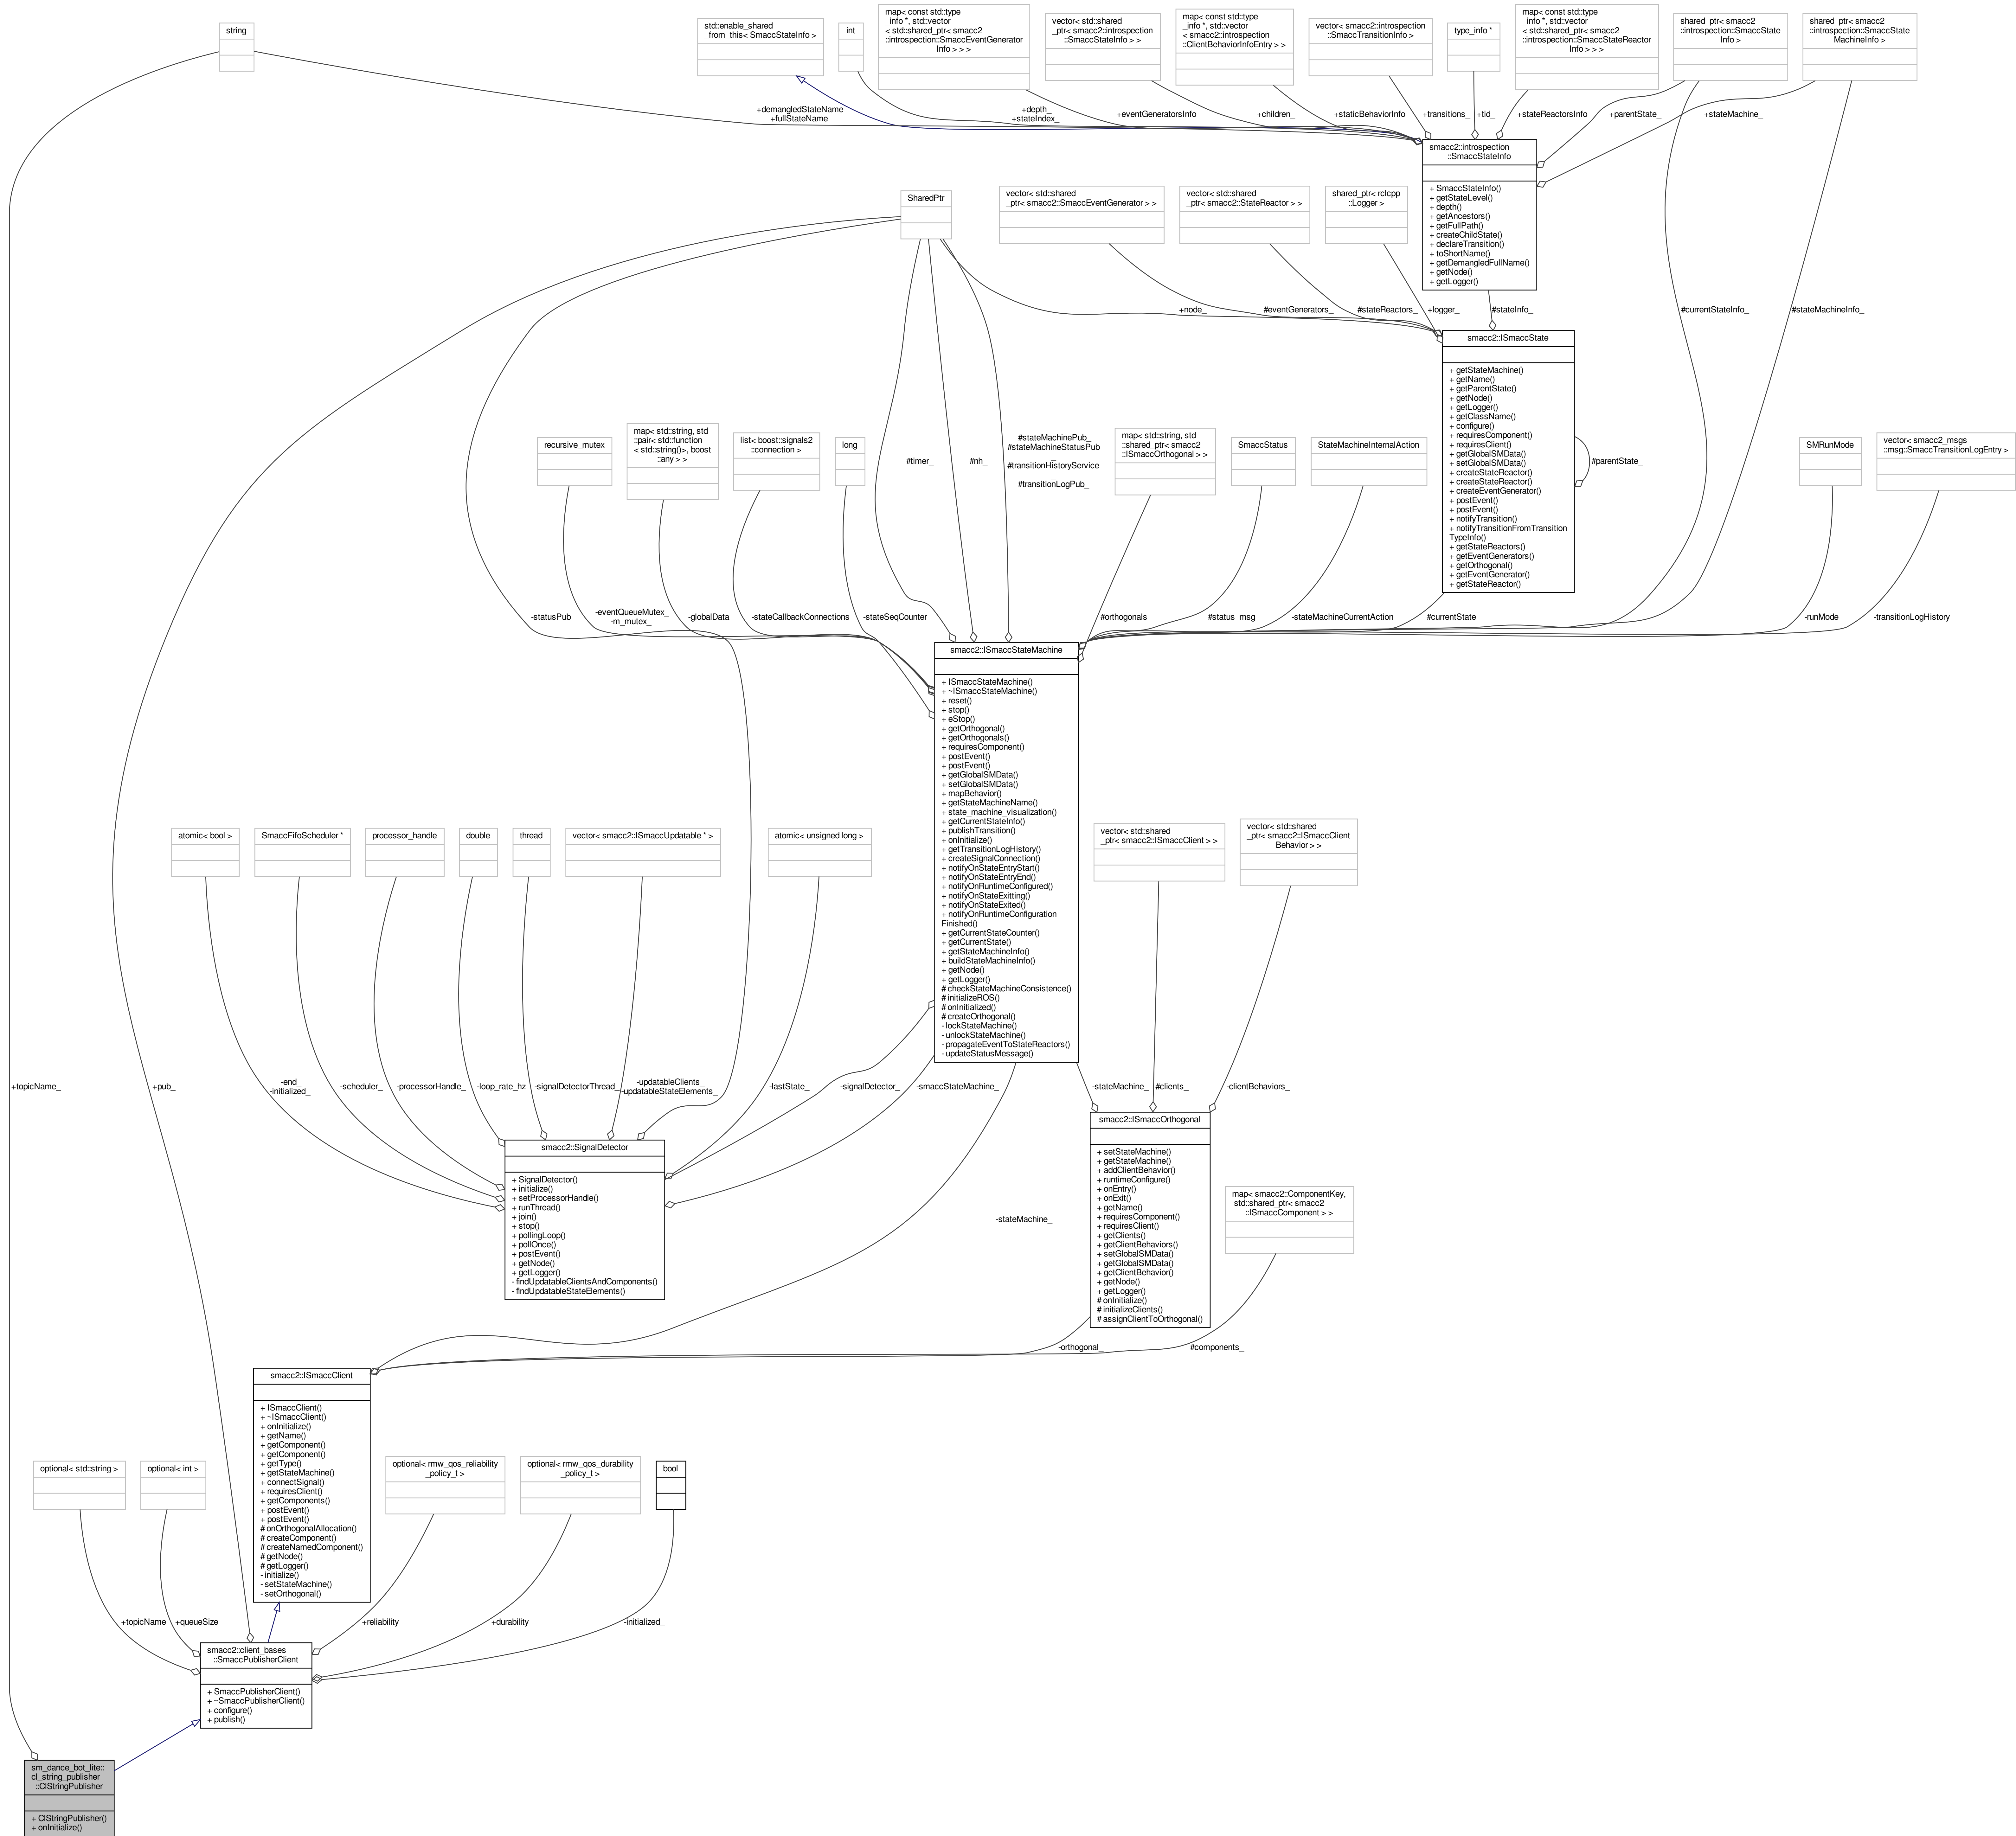 string
std::enable_shared
_from_this< SmaccStateInfo >
int
map< const std::type
_info *, std::vector
< std::shared_ptr< smacc2
::introspection::SmaccEventGenerator
Info > > >
vector< std::shared
_ptr< smacc2::introspection
::SmaccStateInfo > >
map< const std::type
_info *, std::vector
< smacc2::introspection
::ClientBehaviorInfoEntry > >
vector< smacc2::introspection
::SmaccTransitionInfo >
type_info *
map< const std::type
_info *, std::vector
< std::shared_ptr< smacc2
::introspection::SmaccStateReactor
Info > > >
shared_ptr< smacc2
::introspection::SmaccState
Info >
shared_ptr< smacc2
::introspection::SmaccState
MachineInfo >
+demangledStateName
+fullStateName
+depth_
+stateIndex_
+eventGeneratorsInfo
+children_
+staticBehaviorInfo
+transitions_
+tid_
+stateReactorsInfo
+parentState_
+stateMachine_
smacc2::introspection
::SmaccStateInfo
+ SmaccStateInfo()
+ getStateLevel()
+ depth()
+ getAncestors()
+ getFullPath()
+ createChildState()
+ declareTransition()
+ toShortName()
+ getDemangledFullName()
+ getNode()
+ getLogger()
SharedPtr
vector< std::shared
_ptr< smacc2::SmaccEventGenerator > >
vector< std::shared
_ptr< smacc2::StateReactor > >
shared_ptr< rclcpp
::Logger >
+node_
#eventGenerators_
#stateReactors_
+logger_
#stateInfo_
#currentStateInfo_
#stateMachineInfo_
smacc2::ISmaccState
+ getStateMachine()
+ getName()
+ getParentState()
+ getNode()
+ getLogger()
+ getClassName()
+ configure()
+ requiresComponent()
+ requiresClient()
+ getGlobalSMData()
+ setGlobalSMData()
+ createStateReactor()
+ createStateReactor()
+ createEventGenerator()
+ postEvent()
+ postEvent()
+ notifyTransition()
+ notifyTransitionFromTransition
TypeInfo()
+ getStateReactors()
+ getEventGenerators()
+ getOrthogonal()
+ getEventGenerator()
+ getStateReactor()
#parentState_
recursive_mutex
map< std::string, std
::pair< std::function
< std::string()>, boost
::any > >
list< boost::signals2
::connection >
long
#timer_
#nh_
#stateMachinePub_
#stateMachineStatusPub
_
#transitionHistoryService
_
#transitionLogPub_
map< std::string, std
::shared_ptr< smacc2
::ISmaccOrthogonal > >
SmaccStatus
StateMachineInternalAction
SMRunMode
vector< smacc2_msgs
::msg::SmaccTransitionLogEntry >
-statusPub_
-eventQueueMutex_
-m_mutex_
-globalData_
-stateCallbackConnections
-stateSeqCounter_
#orthogonals_
#status_msg_
-stateMachineCurrentAction
#currentState_
-runMode_
-transitionLogHistory_
smacc2::ISmaccStateMachine
+ ISmaccStateMachine()
+ ~ISmaccStateMachine()
+ reset()
+ stop()
+ eStop()
+ getOrthogonal()
+ getOrthogonals()
+ requiresComponent()
+ postEvent()
+ postEvent()
+ getGlobalSMData()
+ setGlobalSMData()
+ mapBehavior()
+ getStateMachineName()
+ state_machine_visualization()
+ getCurrentStateInfo()
+ publishTransition()
+ onInitialize()
+ getTransitionLogHistory()
+ createSignalConnection()
+ notifyOnStateEntryStart()
+ notifyOnStateEntryEnd()
+ notifyOnRuntimeConfigured()
+ notifyOnStateExitting()
+ notifyOnStateExited()
+ notifyOnRuntimeConfiguration
Finished()
+ getCurrentStateCounter()
+ getCurrentState()
+ getStateMachineInfo()
+ buildStateMachineInfo()
+ getNode()
+ getLogger()
# checkStateMachineConsistence()
# initializeROS()
# onInitialized()
# createOrthogonal()
- lockStateMachine()
- unlockStateMachine()
- propagateEventToStateReactors()
- updateStatusMessage()
atomic< bool >
SmaccFifoScheduler *
processor_handle
double
thread
vector< smacc2::ISmaccUpdatable * >
atomic< unsigned long >
vector< std::shared
_ptr< smacc2::ISmaccClient > >
vector< std::shared
_ptr< smacc2::ISmaccClient
Behavior > >
+topicName_
+pub_
-end_
-initialized_
-scheduler_
-processorHandle_
-loop_rate_hz
-signalDetectorThread_
-updatableClients_
-updatableStateElements_
-lastState_
-signalDetector_
-smaccStateMachine_
-stateMachine_
#clients_
-clientBehaviors_
smacc2::SignalDetector
+ SignalDetector()
+ initialize()
+ setProcessorHandle()
+ runThread()
+ join()
+ stop()
+ pollingLoop()
+ pollOnce()
+ postEvent()
+ getNode()
+ getLogger()
- findUpdatableClientsAndComponents()
- findUpdatableStateElements()
smacc2::ISmaccOrthogonal
+ setStateMachine()
+ getStateMachine()
+ addClientBehavior()
+ runtimeConfigure()
+ onEntry()
+ onExit()
+ getName()
+ requiresComponent()
+ requiresClient()
+ getClients()
+ getClientBehaviors()
+ setGlobalSMData()
+ getGlobalSMData()
+ getClientBehavior()
+ getNode()
+ getLogger()
# onInitialize()
# initializeClients()
# assignClientToOrthogonal()
map< smacc2::ComponentKey,
std::shared_ptr< smacc2
::ISmaccComponent > >
-stateMachine_
-orthogonal_
#components_
smacc2::ISmaccClient
+ ISmaccClient()
+ ~ISmaccClient()
+ onInitialize()
+ getName()
+ getComponent()
+ getComponent()
+ getType()
+ getStateMachine()
+ connectSignal()
+ requiresClient()
+ getComponents()
+ postEvent()
+ postEvent()
# onOrthogonalAllocation()
# createComponent()
# createNamedComponent()
# getNode()
# getLogger()
- initialize()
- setStateMachine()
- setOrthogonal()
optional< std::string >
optional< int >
optional< rmw_qos_reliability
_policy_t >
optional< rmw_qos_durability
_policy_t >
bool
+topicName
+queueSize
+reliability
+durability
-initialized_
smacc2::client_bases
::SmaccPublisherClient
+ SmaccPublisherClient()
+ ~SmaccPublisherClient()
+ configure()
+ publish()
sm_dance_bot_lite::
cl_string_publisher
::ClStringPublisher
+ ClStringPublisher()
+ onInitialize()